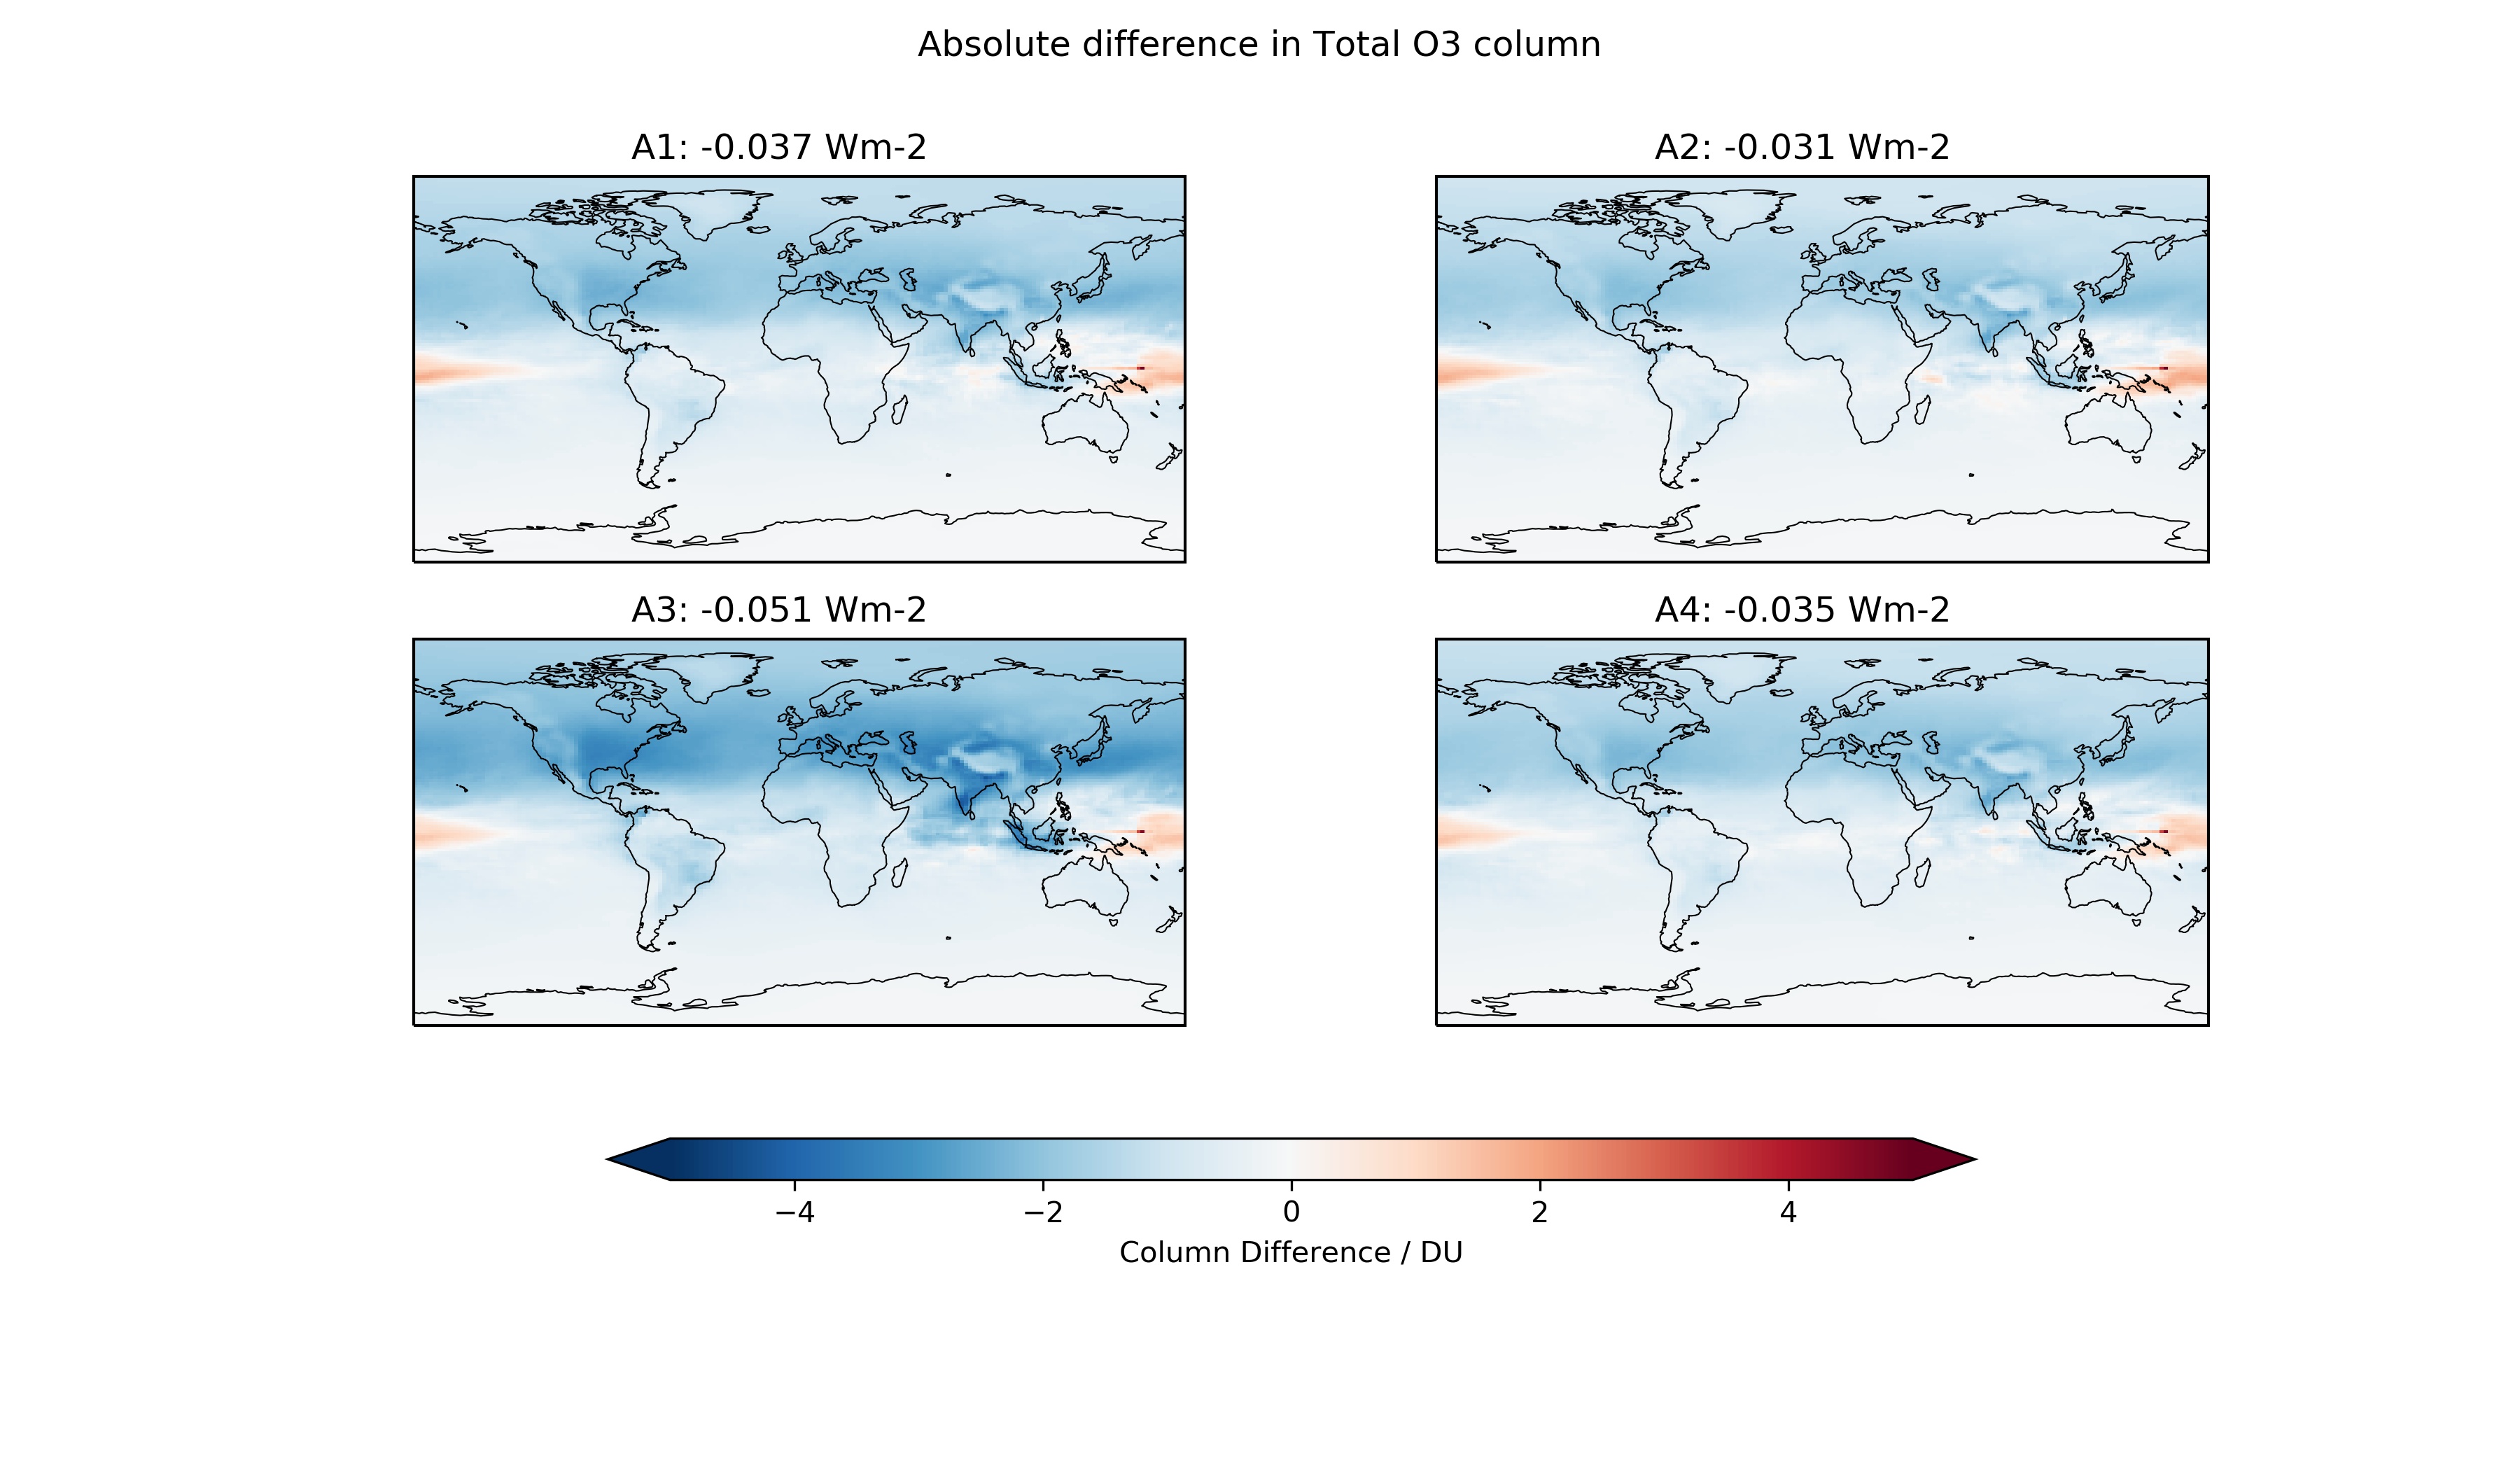 Absolute difference in Total O3 column
A1: -0.037 Wm-2
A2: -0.031 Wm-2
A3: -0.051 Wm-2
A4: -0.035 Wm-2
−4 −2 0 2 4
Column Difference / DU